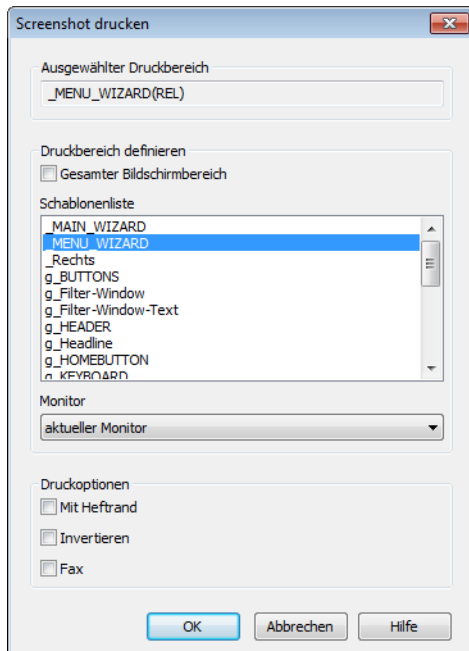 Screenshot drucken
Ausgewählter Druckbereich
_MENU_WIZARD(REL)
Druckbereich definieren
Gesamter Bildschirmbereich
Schablonenliste
_MAIN_WIZARD
_MENU_WIZARD
_Rechts
g_BUTTONS
g_Filter-Window
g_Filter-Window-Text
g_HEADER
g_Headline
g_HOMEBUTTON
g_KEYBOARD
Monitor
aktueller Monitor
Druckoptionen
Mit Heftrand
Invertieren
Fax
OK Abbrechen Hilfe